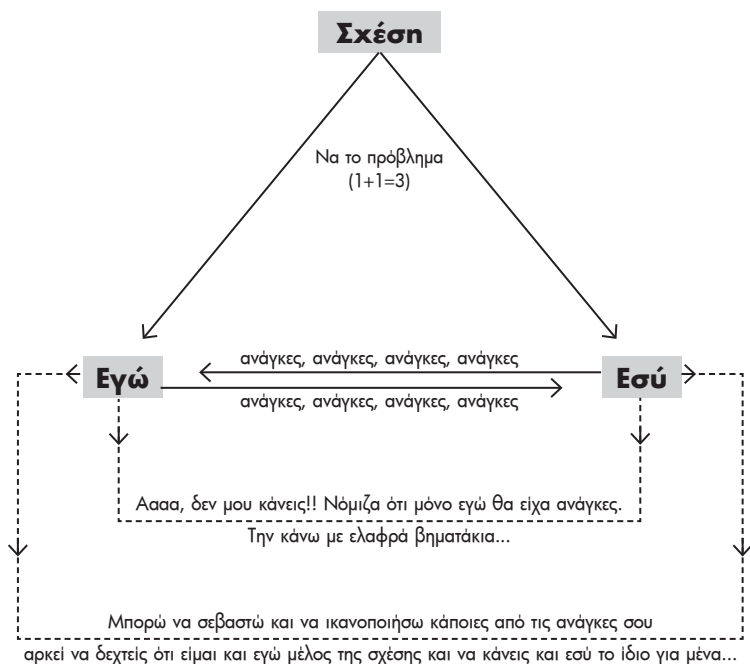 Σχέση
Να το πρόβλημα
(1+1=3)
ανάγκες, ανάγκες, ανάγκες, ανάγκες
Εγώ
Εσύ
ανάγκες, ανάγκες, ανάγκες, ανάγκες
Αααα, δεν μου κάνεις!! Νόμιζα ότι μόνο εγώ θα είχα ανάγκες.
Την κάνω με ελαφρά βηματάκια...
Μπορώ να σεβαστώ και να ικανοποιήσω κάποιες από τις ανάγκες σου
αρκεί να δεχτείς ότι είμαι και εγώ μέλος της σχέσης και να κάνεις και εσύ το ίδιο για μένα...